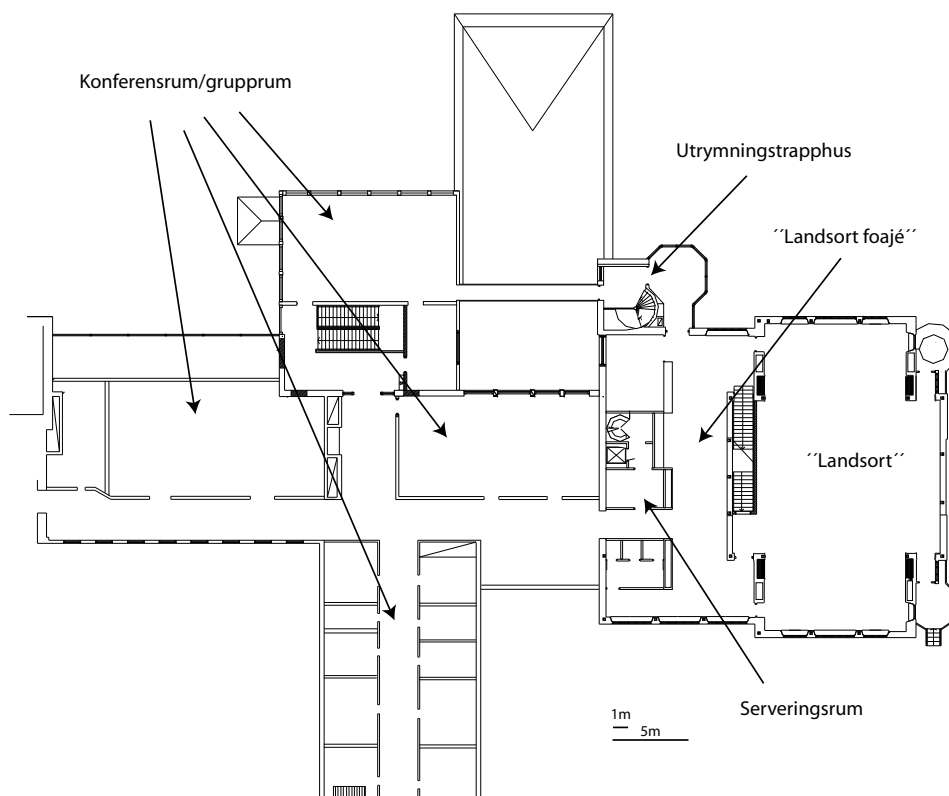 Konferensrum/grupprum
Utrymningstrapphus
´´Landsort foajé´´
´´Landsort´´
Serveringsrum
1m
5m